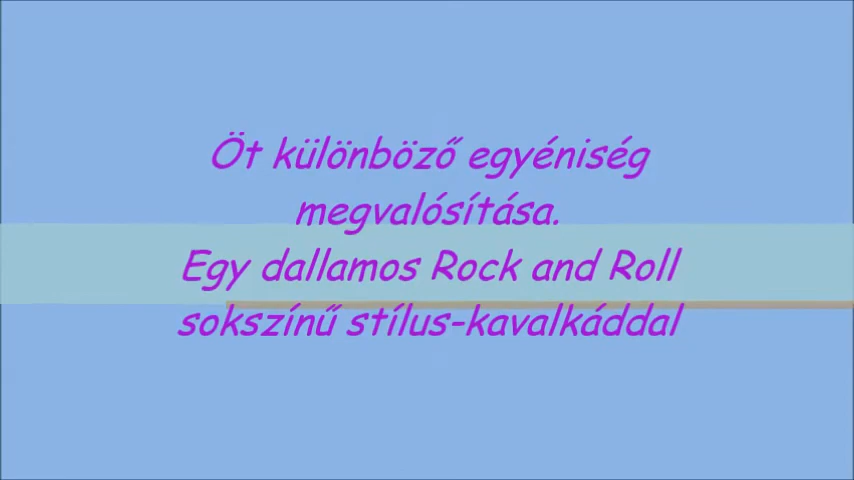 Öt különböző egyéniség
megvalósítása.
Egy dallamos Rock and Roll
sokszínű stílus-kavalkáddal